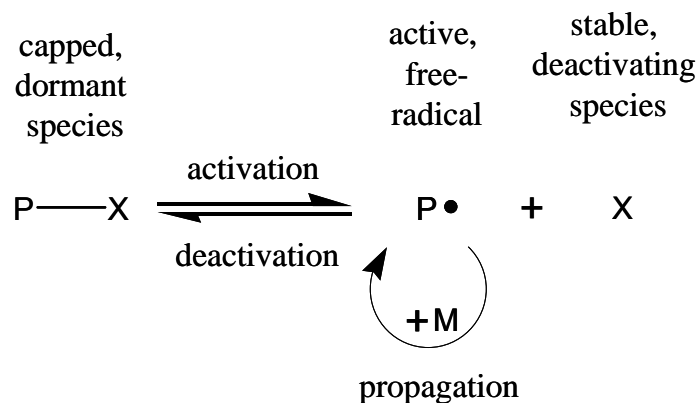 capped,
dormant
species
active,
free-
radical
stable,
deactivating
species
activation
P—X
P• + X
deactivation
+M
propagation